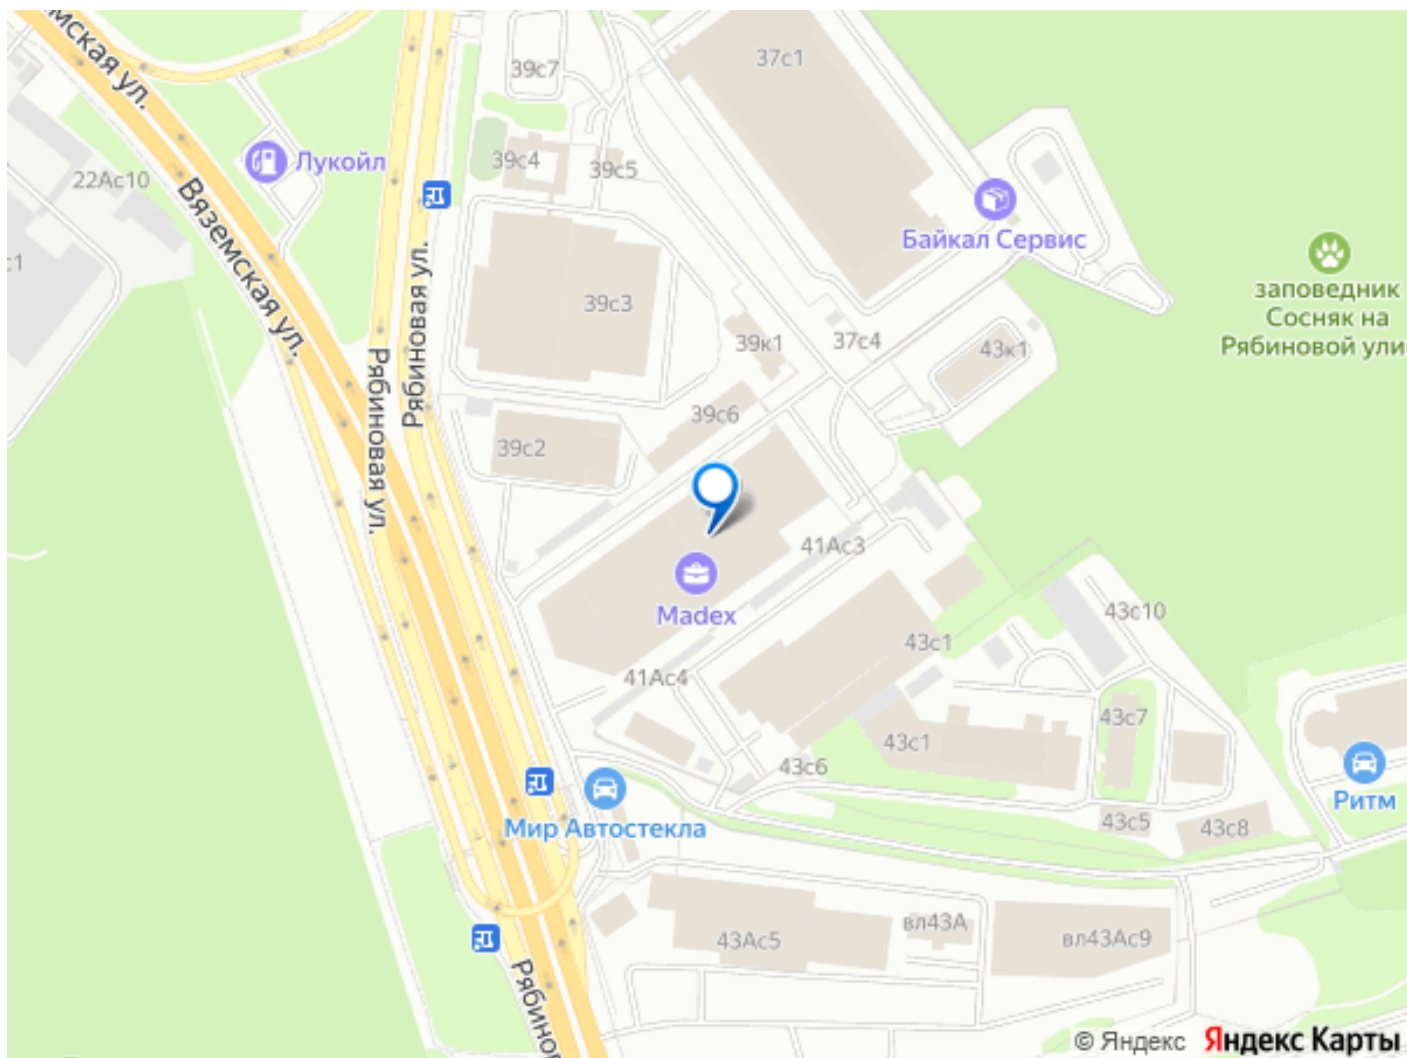 мская ул.
39с7
37с1
Лукойл
39с4
39с5
22Ас10
Вяземская ул.
Рябиновая ул.
Байкал Сервис
с1
заповедник
Сосняк на
Рябиновой ули
39с3
39к1
37с4
43к1
Рябиновая ул.
39с6
39с2
41Ас3
Madex
43с10
43с1
41Ас4
43с7
43с1
43с6
Мир Автостекла
Ритм
43с5
43с8
вл43А
43Ас5
вл43Ас9
Рябинов
© Яндекс Яндекс Карты